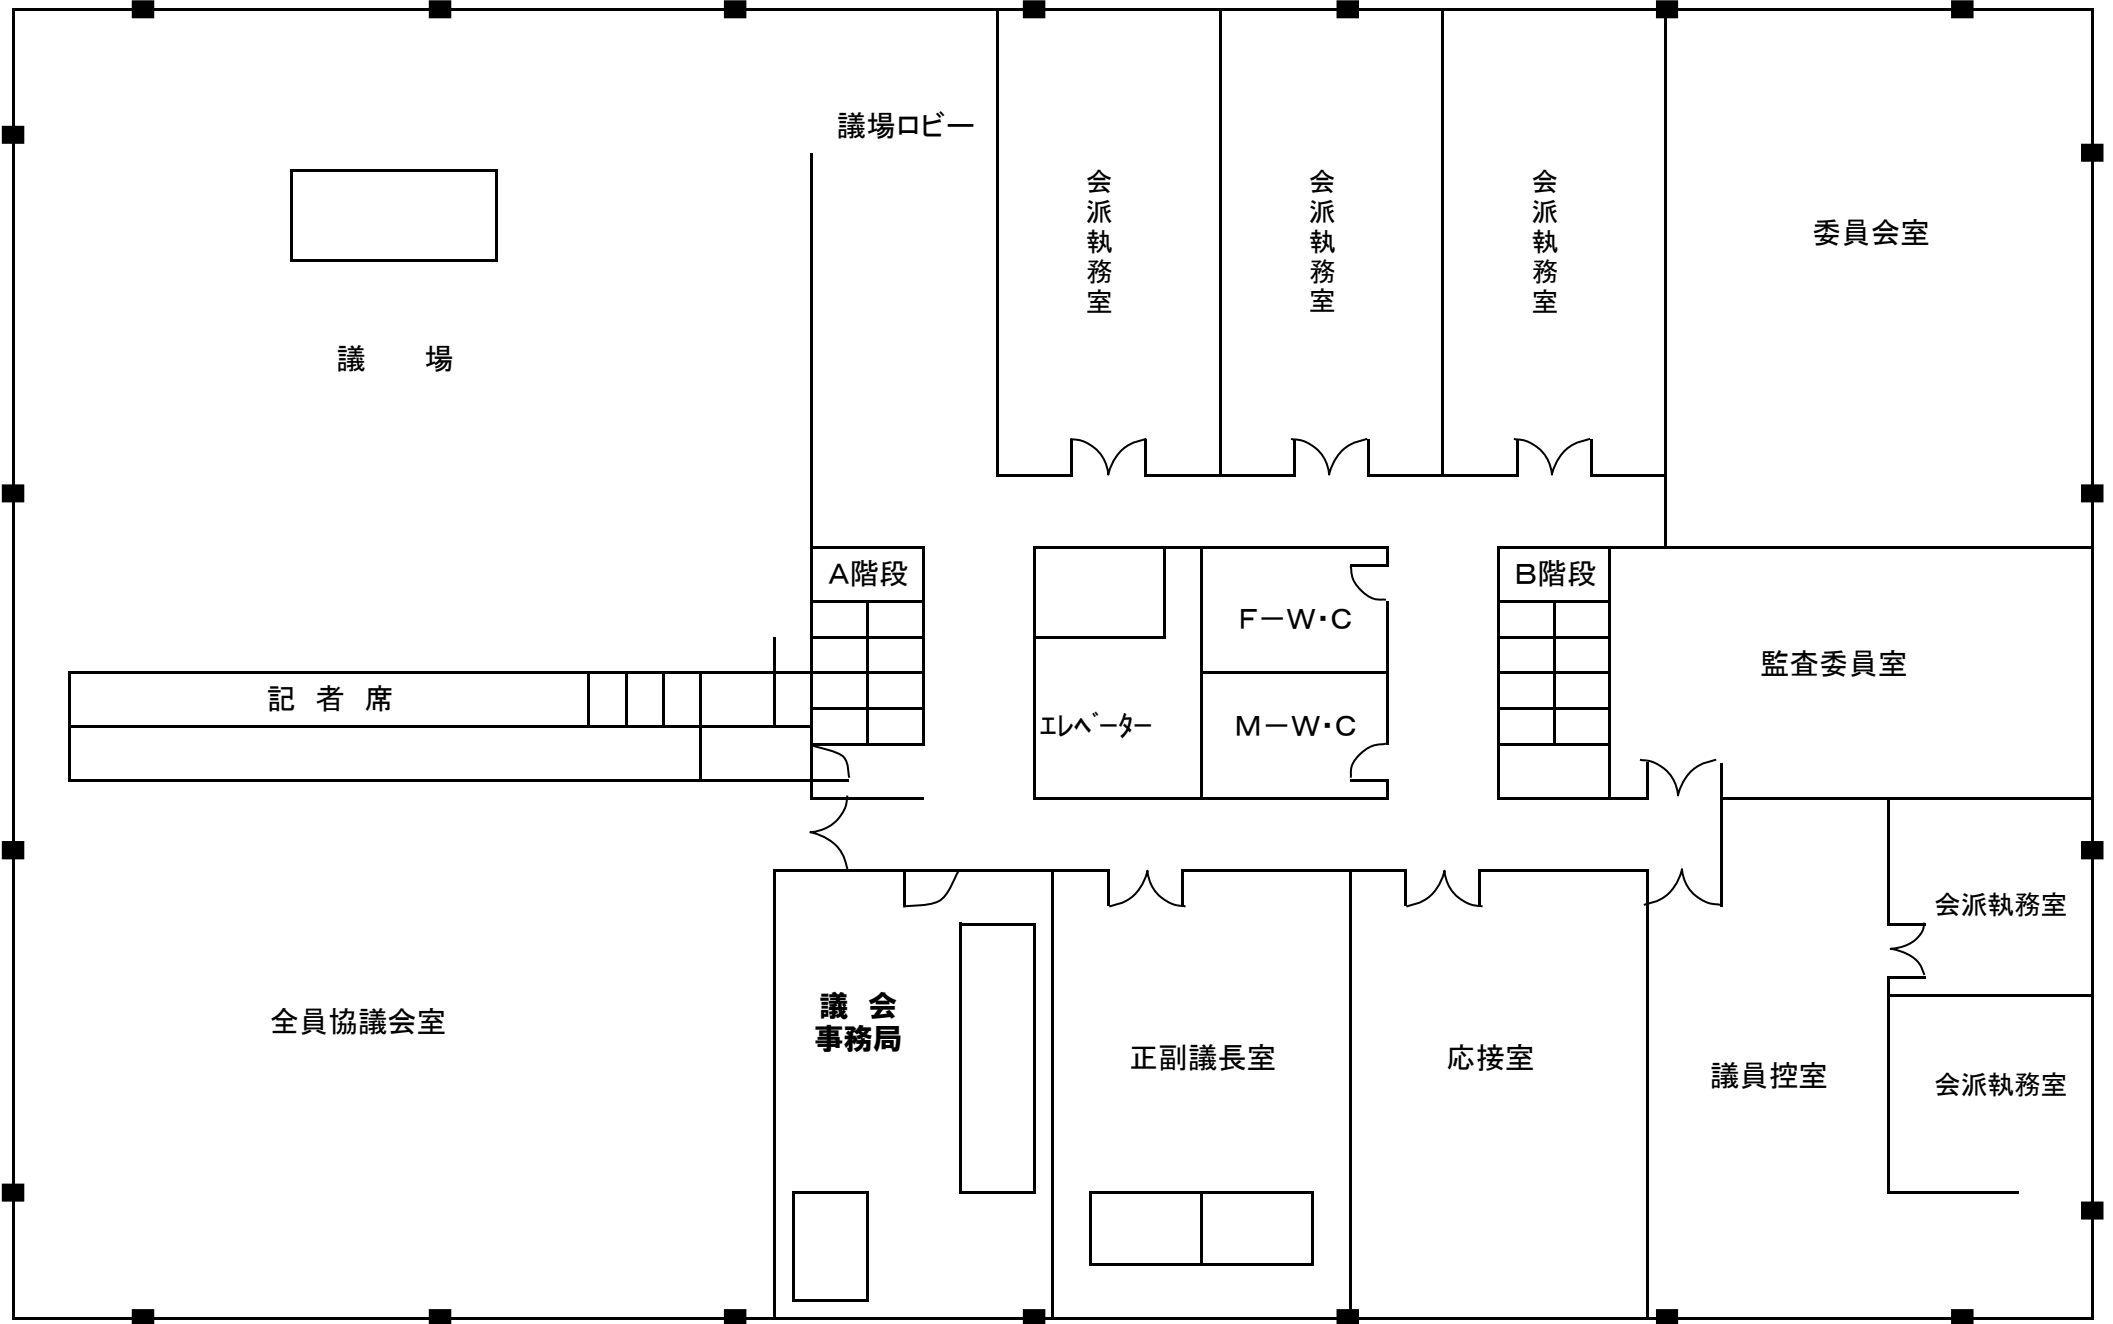 議場ロビー
会派執務室
会派執務室
会派執務室
委員会室
議　　場
A階段
B階段
F－W・C
監査委員室
記　者　席
エレベーター
M－W・C
会派執務室
議　会
事務局
全員協議会室
正副議長室
応接室
議員控室
会派執務室